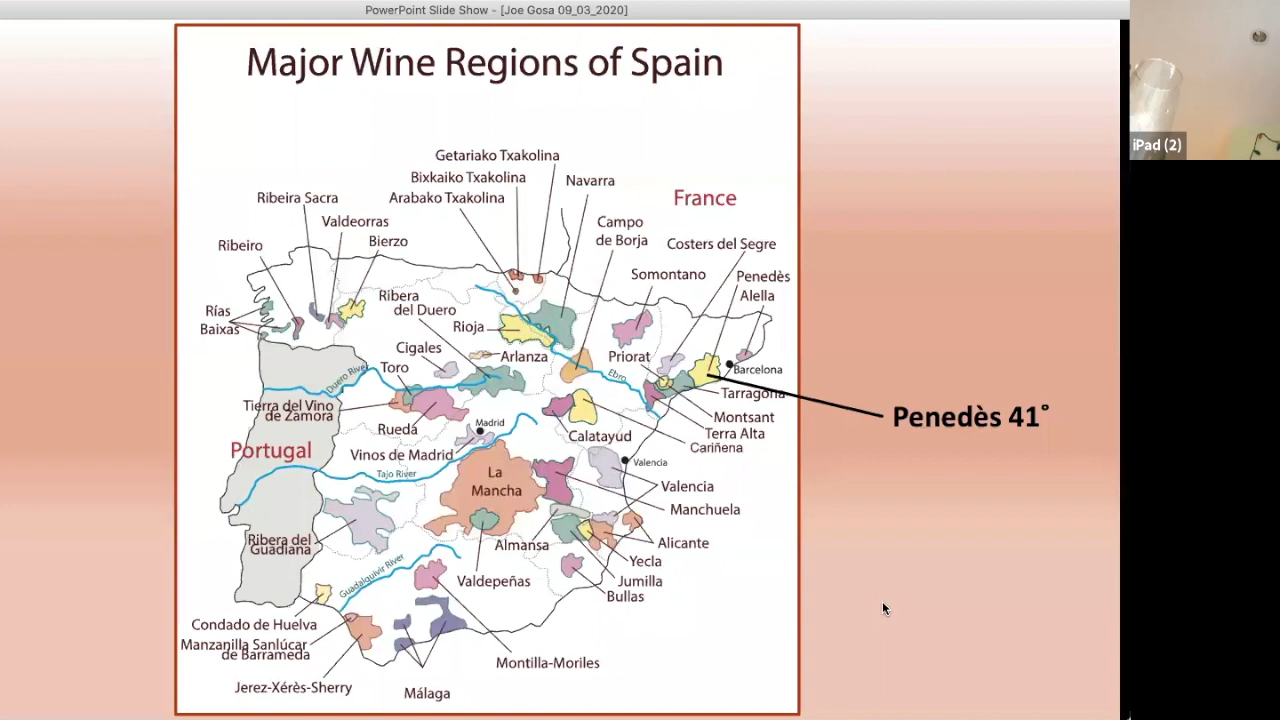 PowerPoint Slide Show - [Joe Gosa 09_03_2020]
Major Wine Regions of Spain
Getariako Txakolina
Bixkaiko Txakolina
Arabako Txakolina
Navarra
France
Ribeira Sacra
Valdeorras
Bierzo
Ribeiro
Campo
de Borja
Costers del Segre
Somontano
Penedès
Alella
Rías
Baixas
Ribera
del Duero
Rioja
Cigales
Arlanza
Priorat
Barcelona
Toro
Duero River
Ebro
Tarragona
Tierra del Vino
de Zamora
Rueda
Madrid
Montsant
Terra Alta
Cariñena
Calatayud
Penedès 41°
Portugal
Vinos de Madrid
Tajo River
La
Mancha
Valencia
Valencia
Manchuela
Ribera del
Guadiana
Almansa
Alicante
Yecla
Jumilla
Bullas
Valdepeñas
Guadalquivir River
Condado de Huelva
Manzanilla Sanlúcar
de Barrameda
Jerez-Xérès-Sherry
Málaga
Montilla-Moriles
iPad (2)